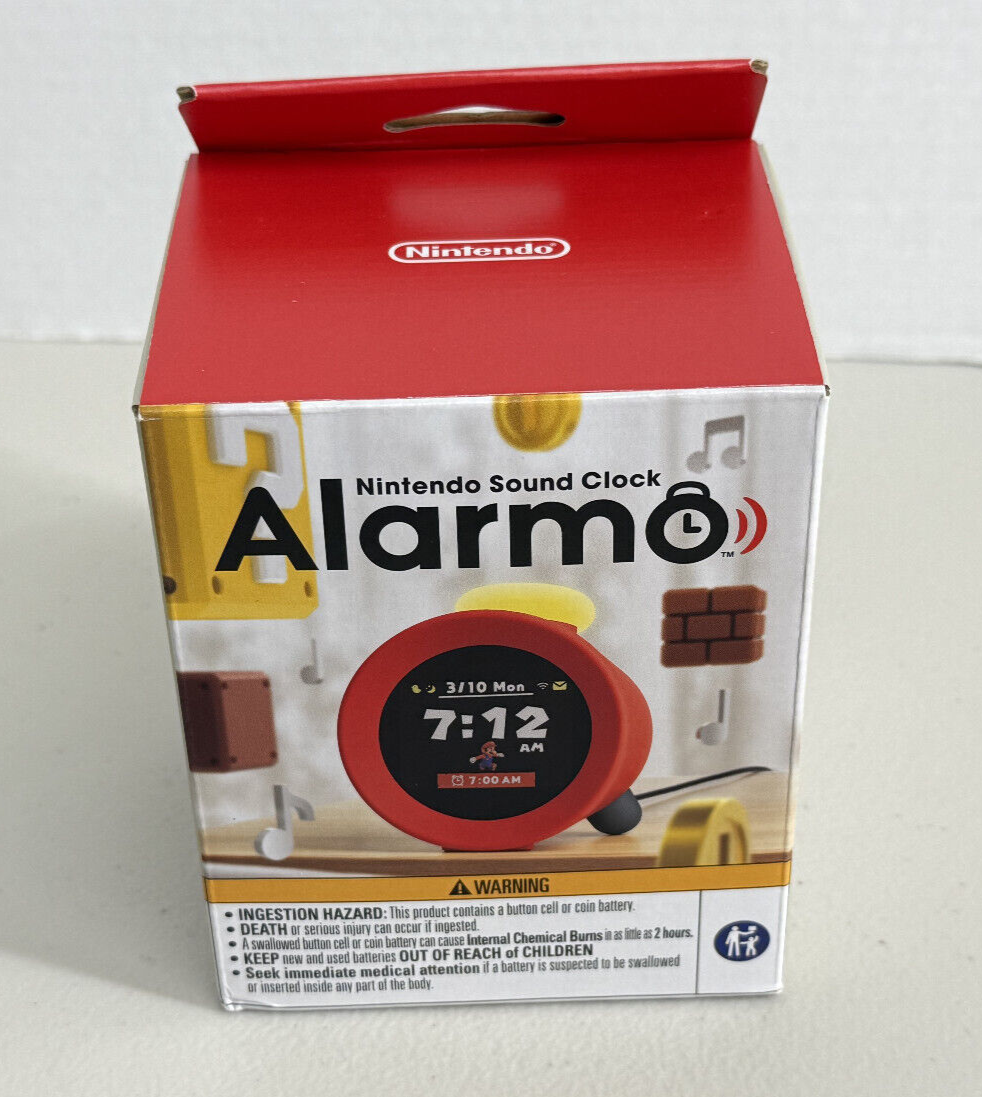 Nintendo®
Nintendo Sound Clock
Alarmo™
3/10 Mon
7:12
AM
7:00 AM
⚠ WARNING
• INGESTION HAZARD: This product contains a button cell or coin battery.
• DEATH or serious injury can occur if ingested.
• A swallowed button cell or coin battery can cause Internal Chemical Burns in as little as 2 hours.
• KEEP new and used batteries OUT OF REACH of CHILDREN
• Seek immediate medical attention if a battery is suspected to be swallowed
or inserted inside any part of the body.